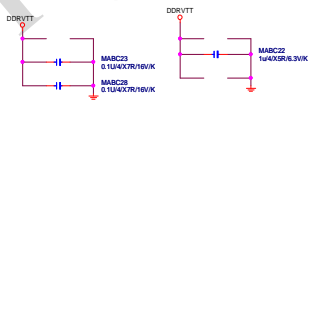 DDRVTT
MABC23
0.1U/4/X7R/16V/K
MABC28
0.1U/4/X7R/16V/K
DDRVTT
MABC22
1u/4/X5R/6.3V/K